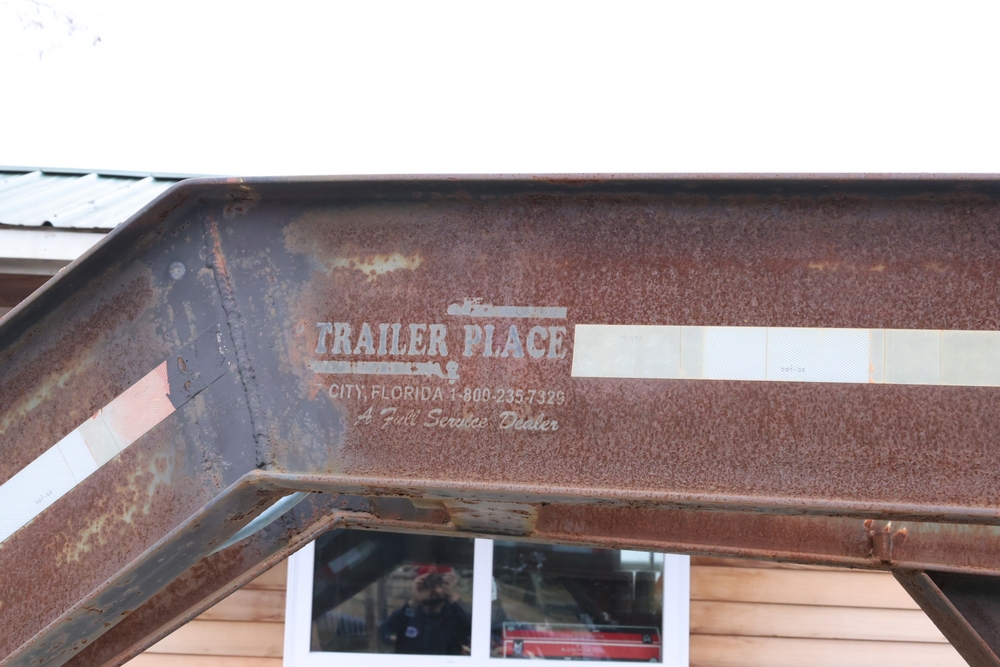 TRAILER PLACE
CITY, FLORIDA 1-800-235-7329
A Full Service Dealer